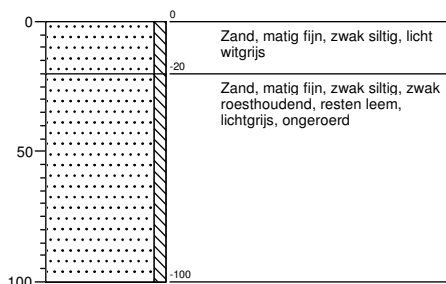 0
0
Zand, matig fijn, zwak siltig, licht
witgrijs
-20
Zand, matig fijn, zwak siltig, zwak
roesthoudend, resten leem,
lichtgrijs, ongeroerd
50
-100
100